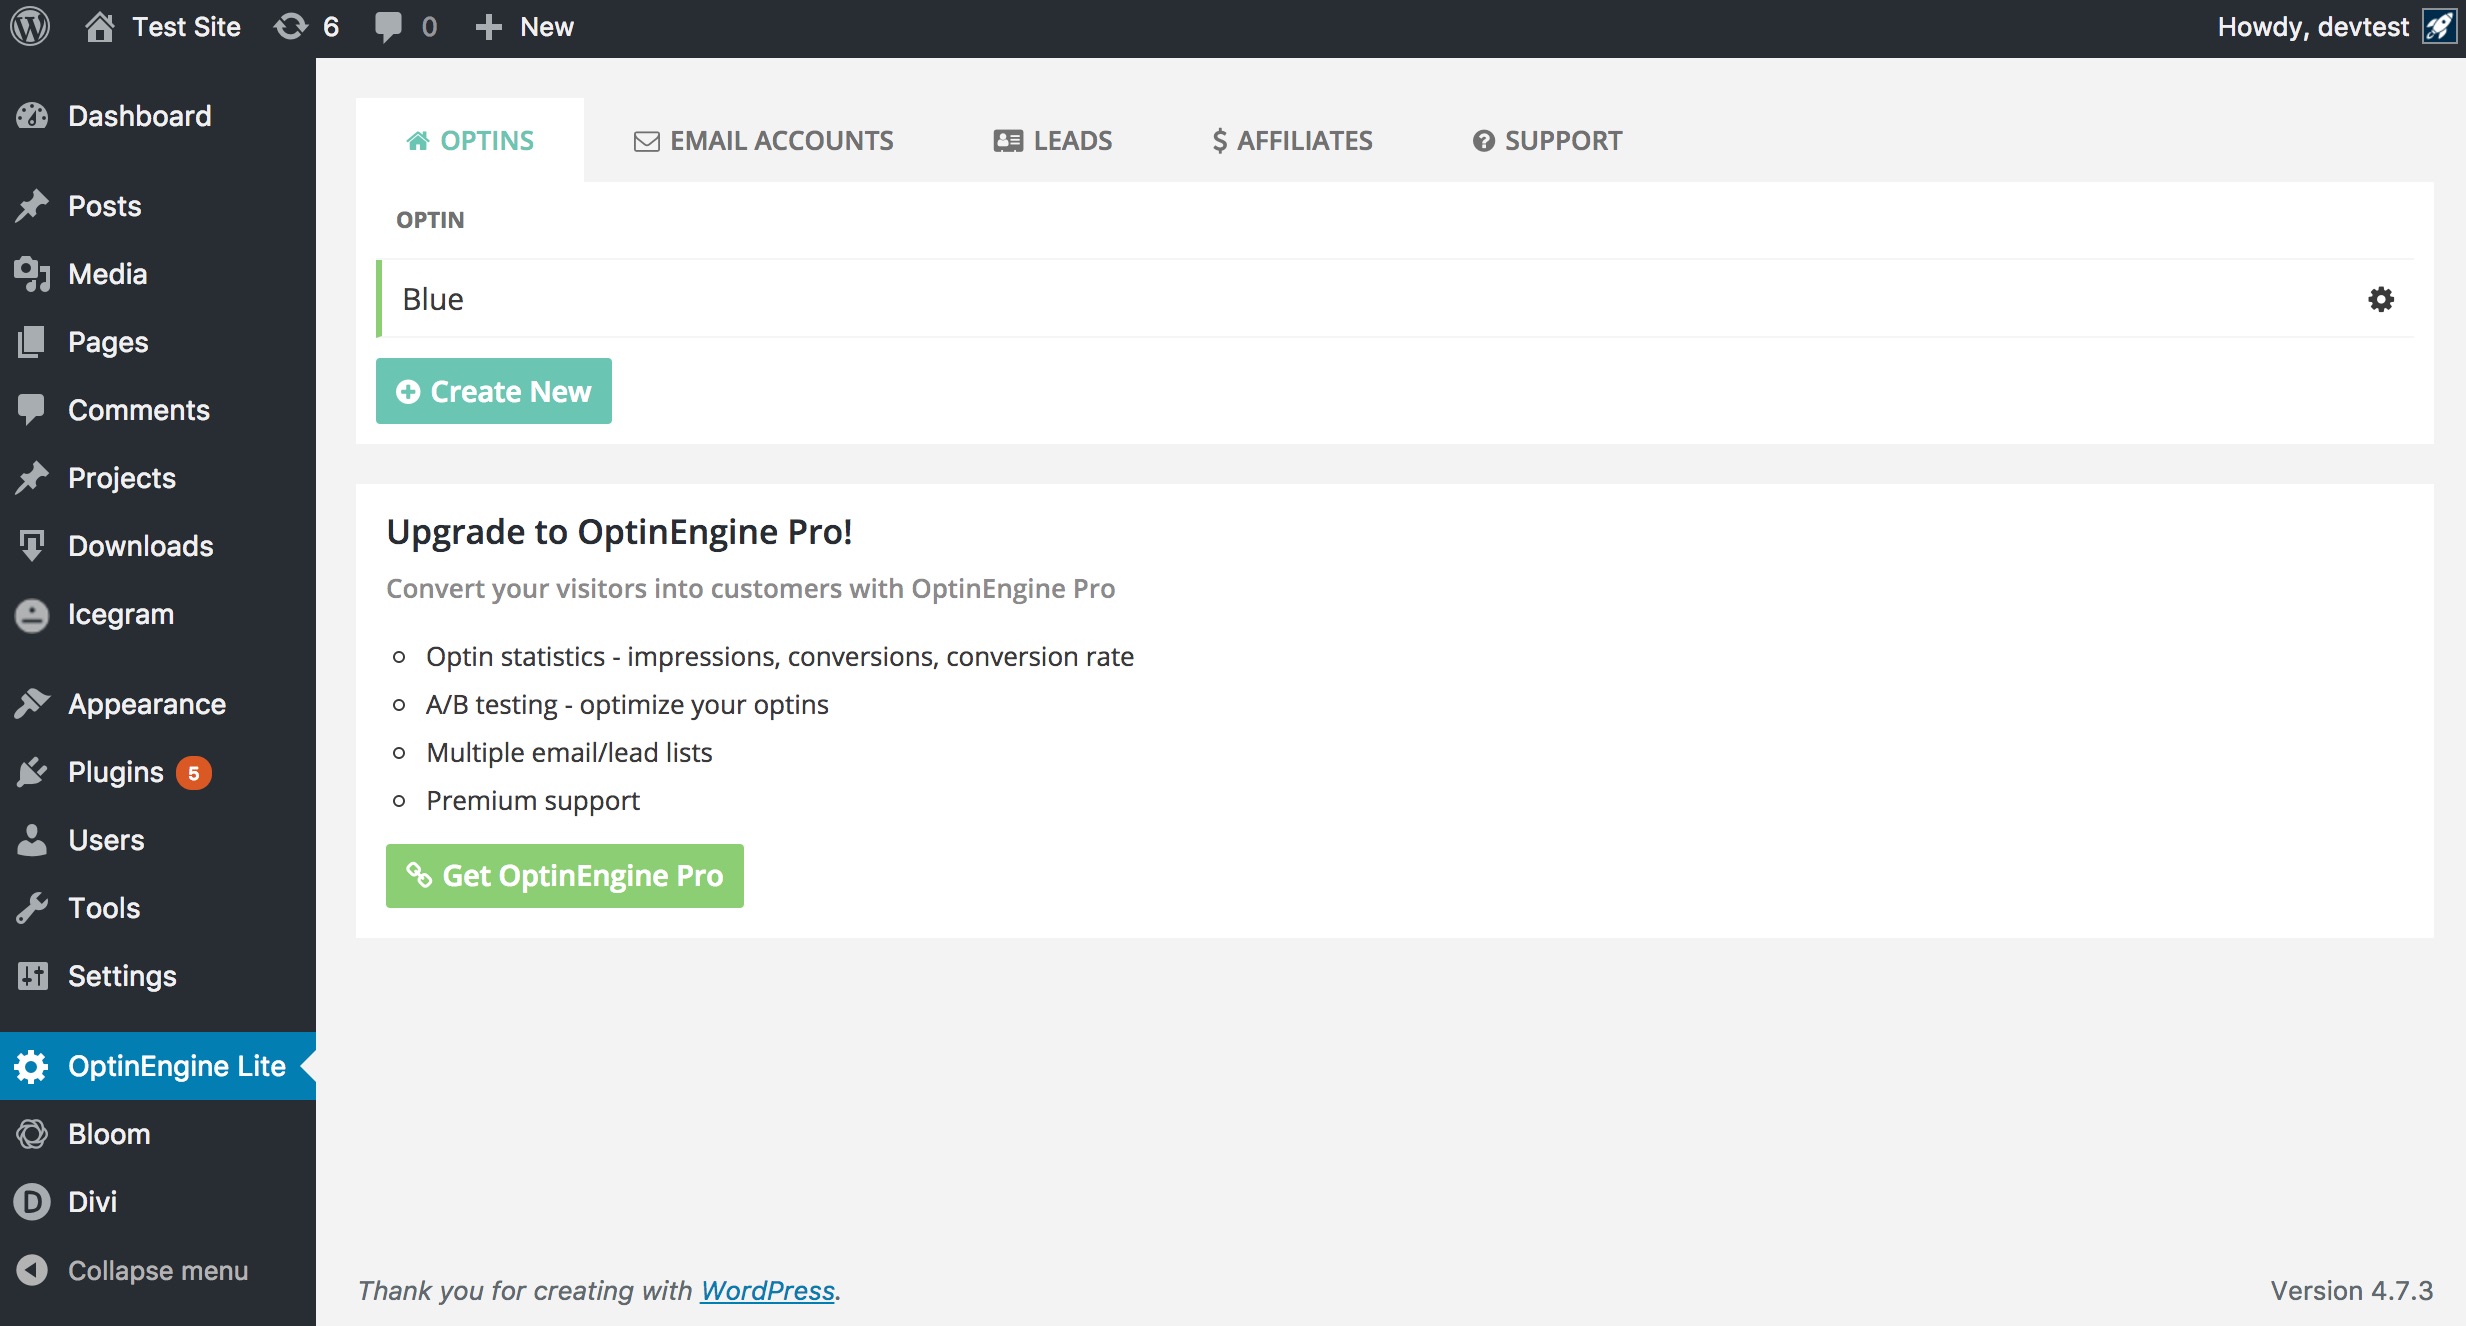 Test Site 6 0 New Howdy, devtest
Dashboard
Posts
Media
Pages
Comments
Projects
Downloads
Icegram
Appearance
Plugins 5
Users
Tools
Settings
OptinEngine Lite
Bloom
D Divi
Collapse menu
OPTINS EMAIL ACCOUNTS LEADS $ AFFILIATES ? SUPPORT
OPTIN
Blue
Create New
Upgrade to OptinEngine Pro!
Convert your visitors into customers with OptinEngine Pro
Optin statistics - impressions, conversions, conversion rate
A/B testing - optimize your optins
Multiple email/lead lists
Premium support
Get OptinEngine Pro
Thank you for creating with WordPress.
Version 4.7.3